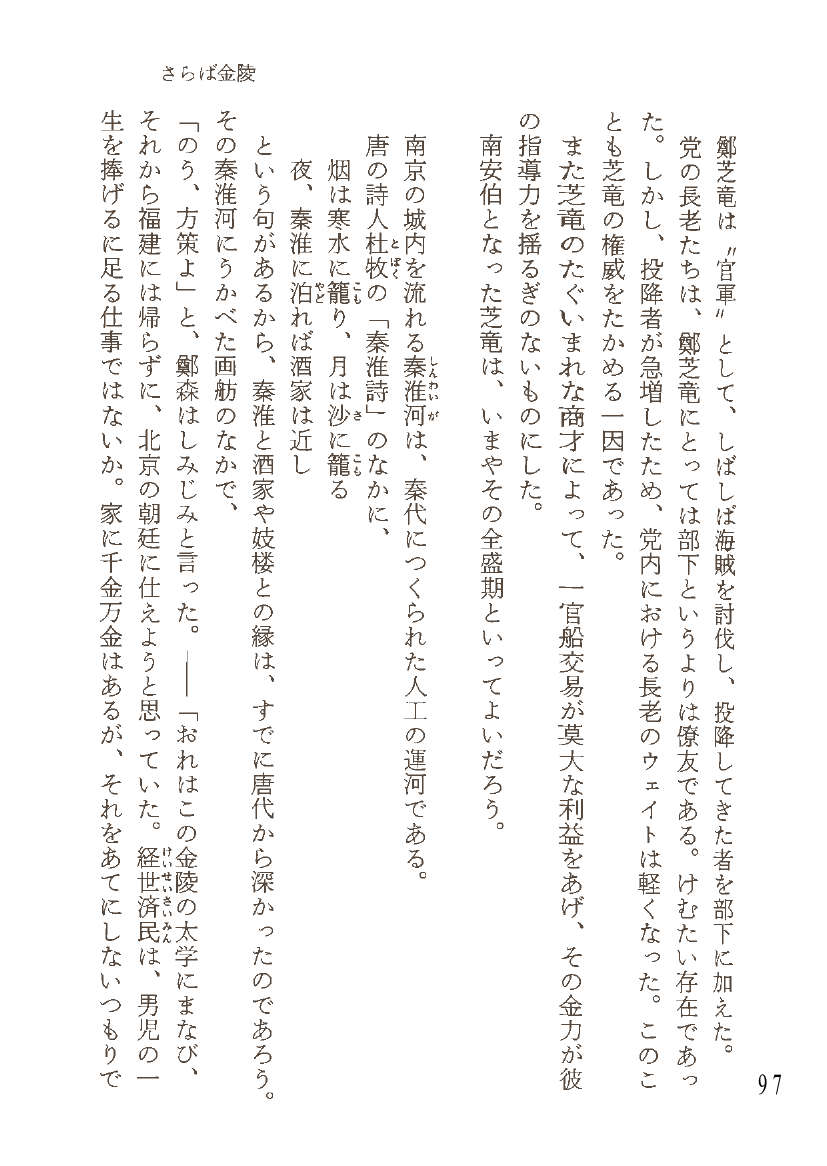 さらば金陵
鄭芝竜は〝官軍〟として、しばしば海賊を討伐し、投降してきた者を部下に加えた。
党の長老たちは、鄭芝竜にとっては部下というよりは僚友である。けむたい存在であっ
た。しかし、投降者が急増したため、党内における長老のウェイトは軽くなった。このこ
とも芝竜の権威をたかめる一因であった。
また芝竜のたぐいまれな商才によって、一官船交易が莫大な利益をあげ、その金力が彼
の指導力を揺るぎのないものにした。
南安伯となった芝竜は、いまやその全盛期といってよいだろう。
南京の城内を流れる秦淮河は、秦代につくられた人工の運河である。
唐の詩人杜牧の「秦淮詩」のなかに、
烟は寒水に籠り、月は沙に籠る
夜、秦淮に泊れば酒家は近し
という句があるから、秦淮と酒家や妓楼との縁は、すでに唐代から深かったのであろう。
その秦淮河にうかべた画舫のなかで、
「のう、方策よ」と、鄭森はしみじみと言った。――「おれはこの金陵の太学にまなび、
それから福建には帰らずに、北京の朝廷に仕えようと思っていた。経世済民は、男児の一
生を捧げるに足る仕事ではないか。家に千金万金はあるが、それをあてにしないつもりで
97